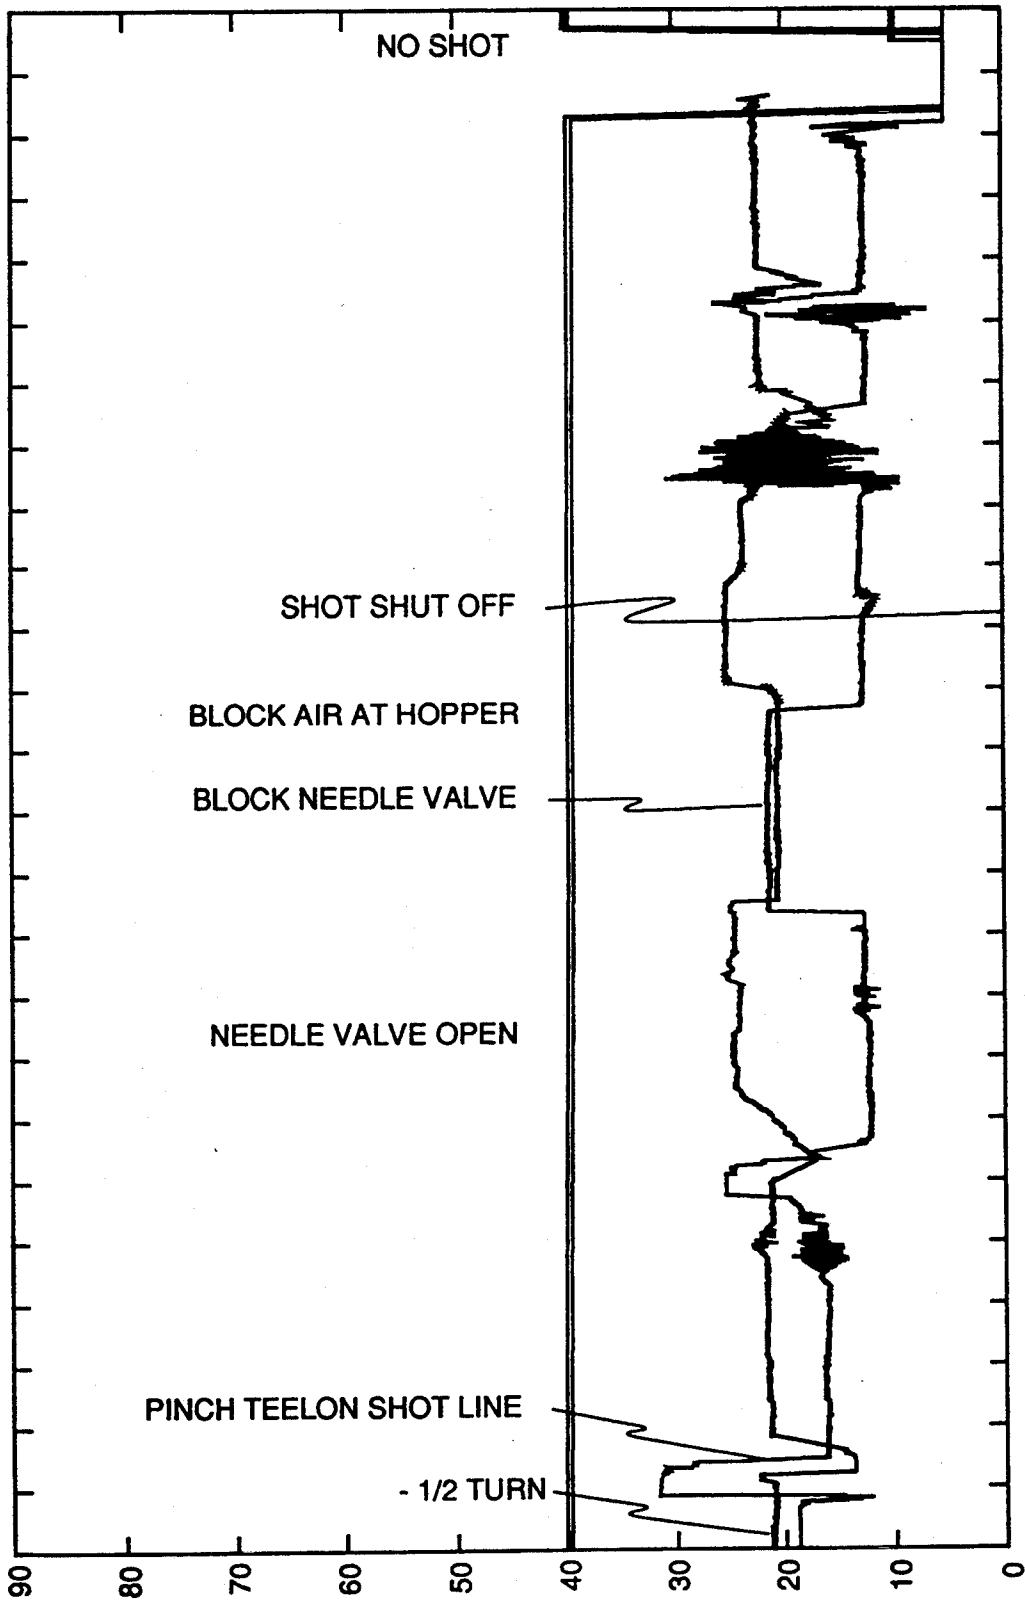 NO SHOT
SHOT SHUT OFF
BLOCK AIR AT HOPPER
BLOCK NEEDLE VALVE
NEEDLE VALVE OPEN
PINCH TEELON SHOT LINE
- 1/2 TURN
90 80 70 60 50 40 30 20 10 0